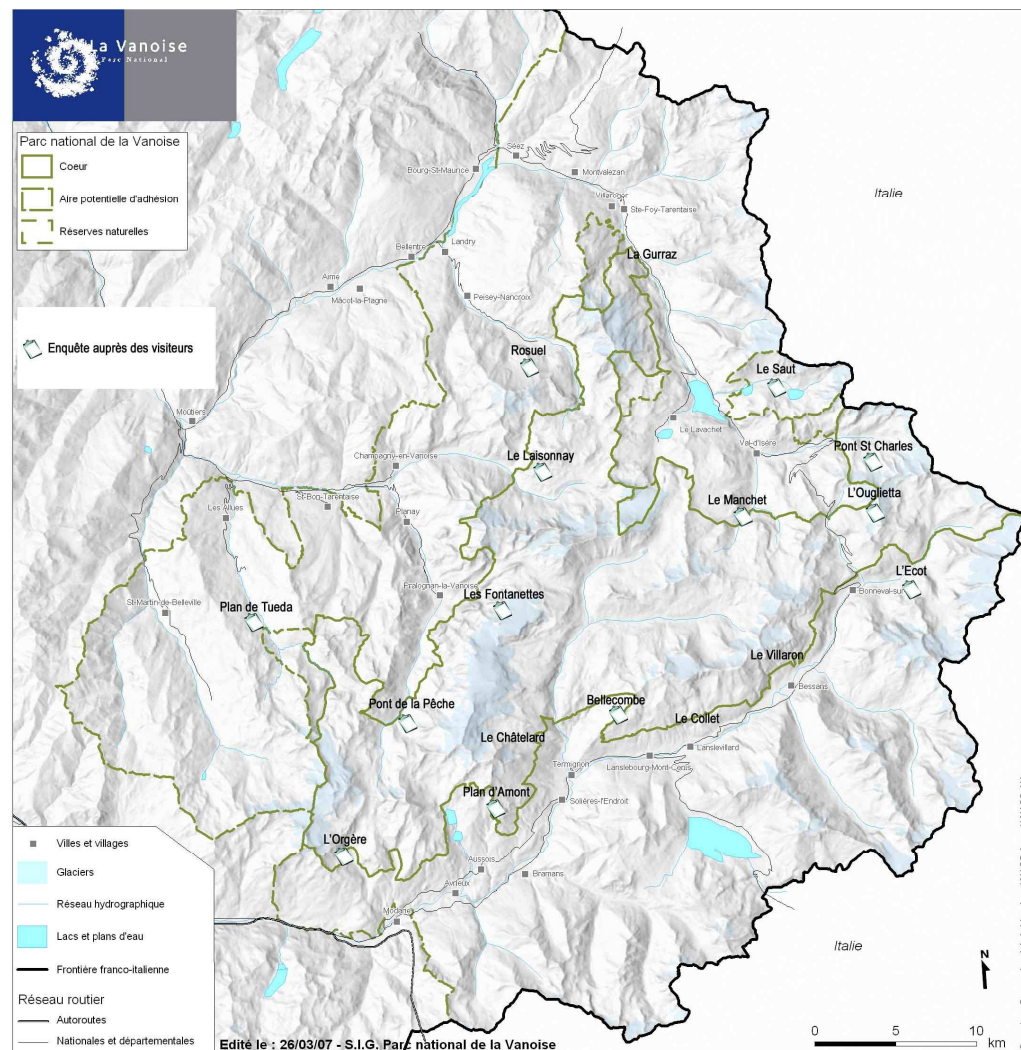 La Vanoise
Parc National
Parc national de la Vanoise
Coeur
Aire potentielle d'adhésion
Réserves naturelles
Enquête auprès des visiteurs
Italie
Séez
Bourg-St-Maurice
Montvalezan
Villaroger
Ste-Foy-Tarentaise
Landry
Bellentre
La Gurraz
Aime
Mâcot-la-Plagne
Peisey-Nancroix
Rosuel
Le Saut
Moûtiers
Le Lavachet
Val-d'Isère
Pont St Charles
Champagny-en-Vanoise
Le Laisonnay
St-Bon-Tarentaise
Les Allues
Planay
Le Manchet
L'Ouglietta
L'Ecot
Bonneval-sur
Pralognan-la-Vanoise
Les Fontanettes
St-Martin-de-Belleville
Plan de Tueda
Le Villaron
Bessans
Pont de la Pêche
Bellecombe
Le Collet
Le Châtelard
Lanslevillard
Lanslebourg-Mont-Cenis
Termignon
Sollières-l'Endroit
Plan d'Amont
L'Orgère
Aussois
Bramans
Avrieux
Modane
Italie
Villes et villages
Glaciers
Réseau hydrographique
Lacs et plans d'eau
Frontière franco-italienne
Réseau routier
Autoroutes
Nationales et départementales
Edité le : 26/03/07 - S.I.G. Parc national de la Vanoise
N
0 5 10
km